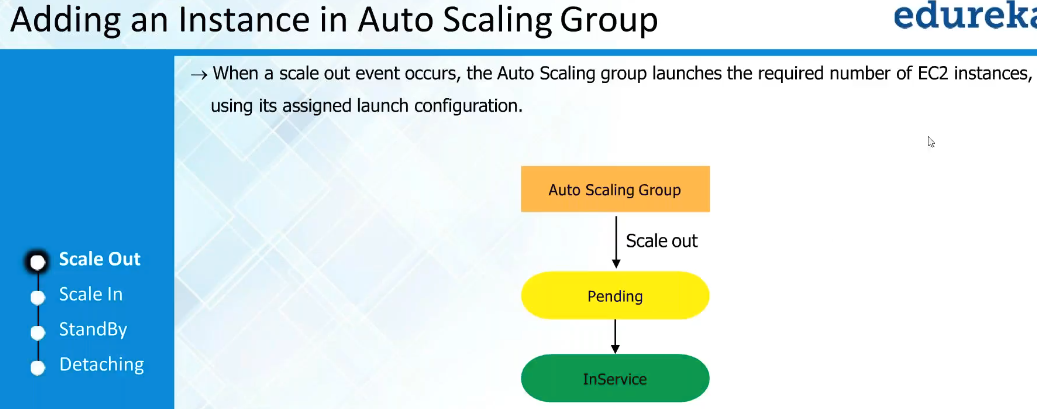 Adding an Instance in Auto Scaling Group
edureka
→ When a scale out event occurs, the Auto Scaling group launches the required number of EC2 instances,
using its assigned launch configuration.
Auto Scaling Group
Scale out
Pending
InService
Scale Out
Scale In
StandBy
Detaching